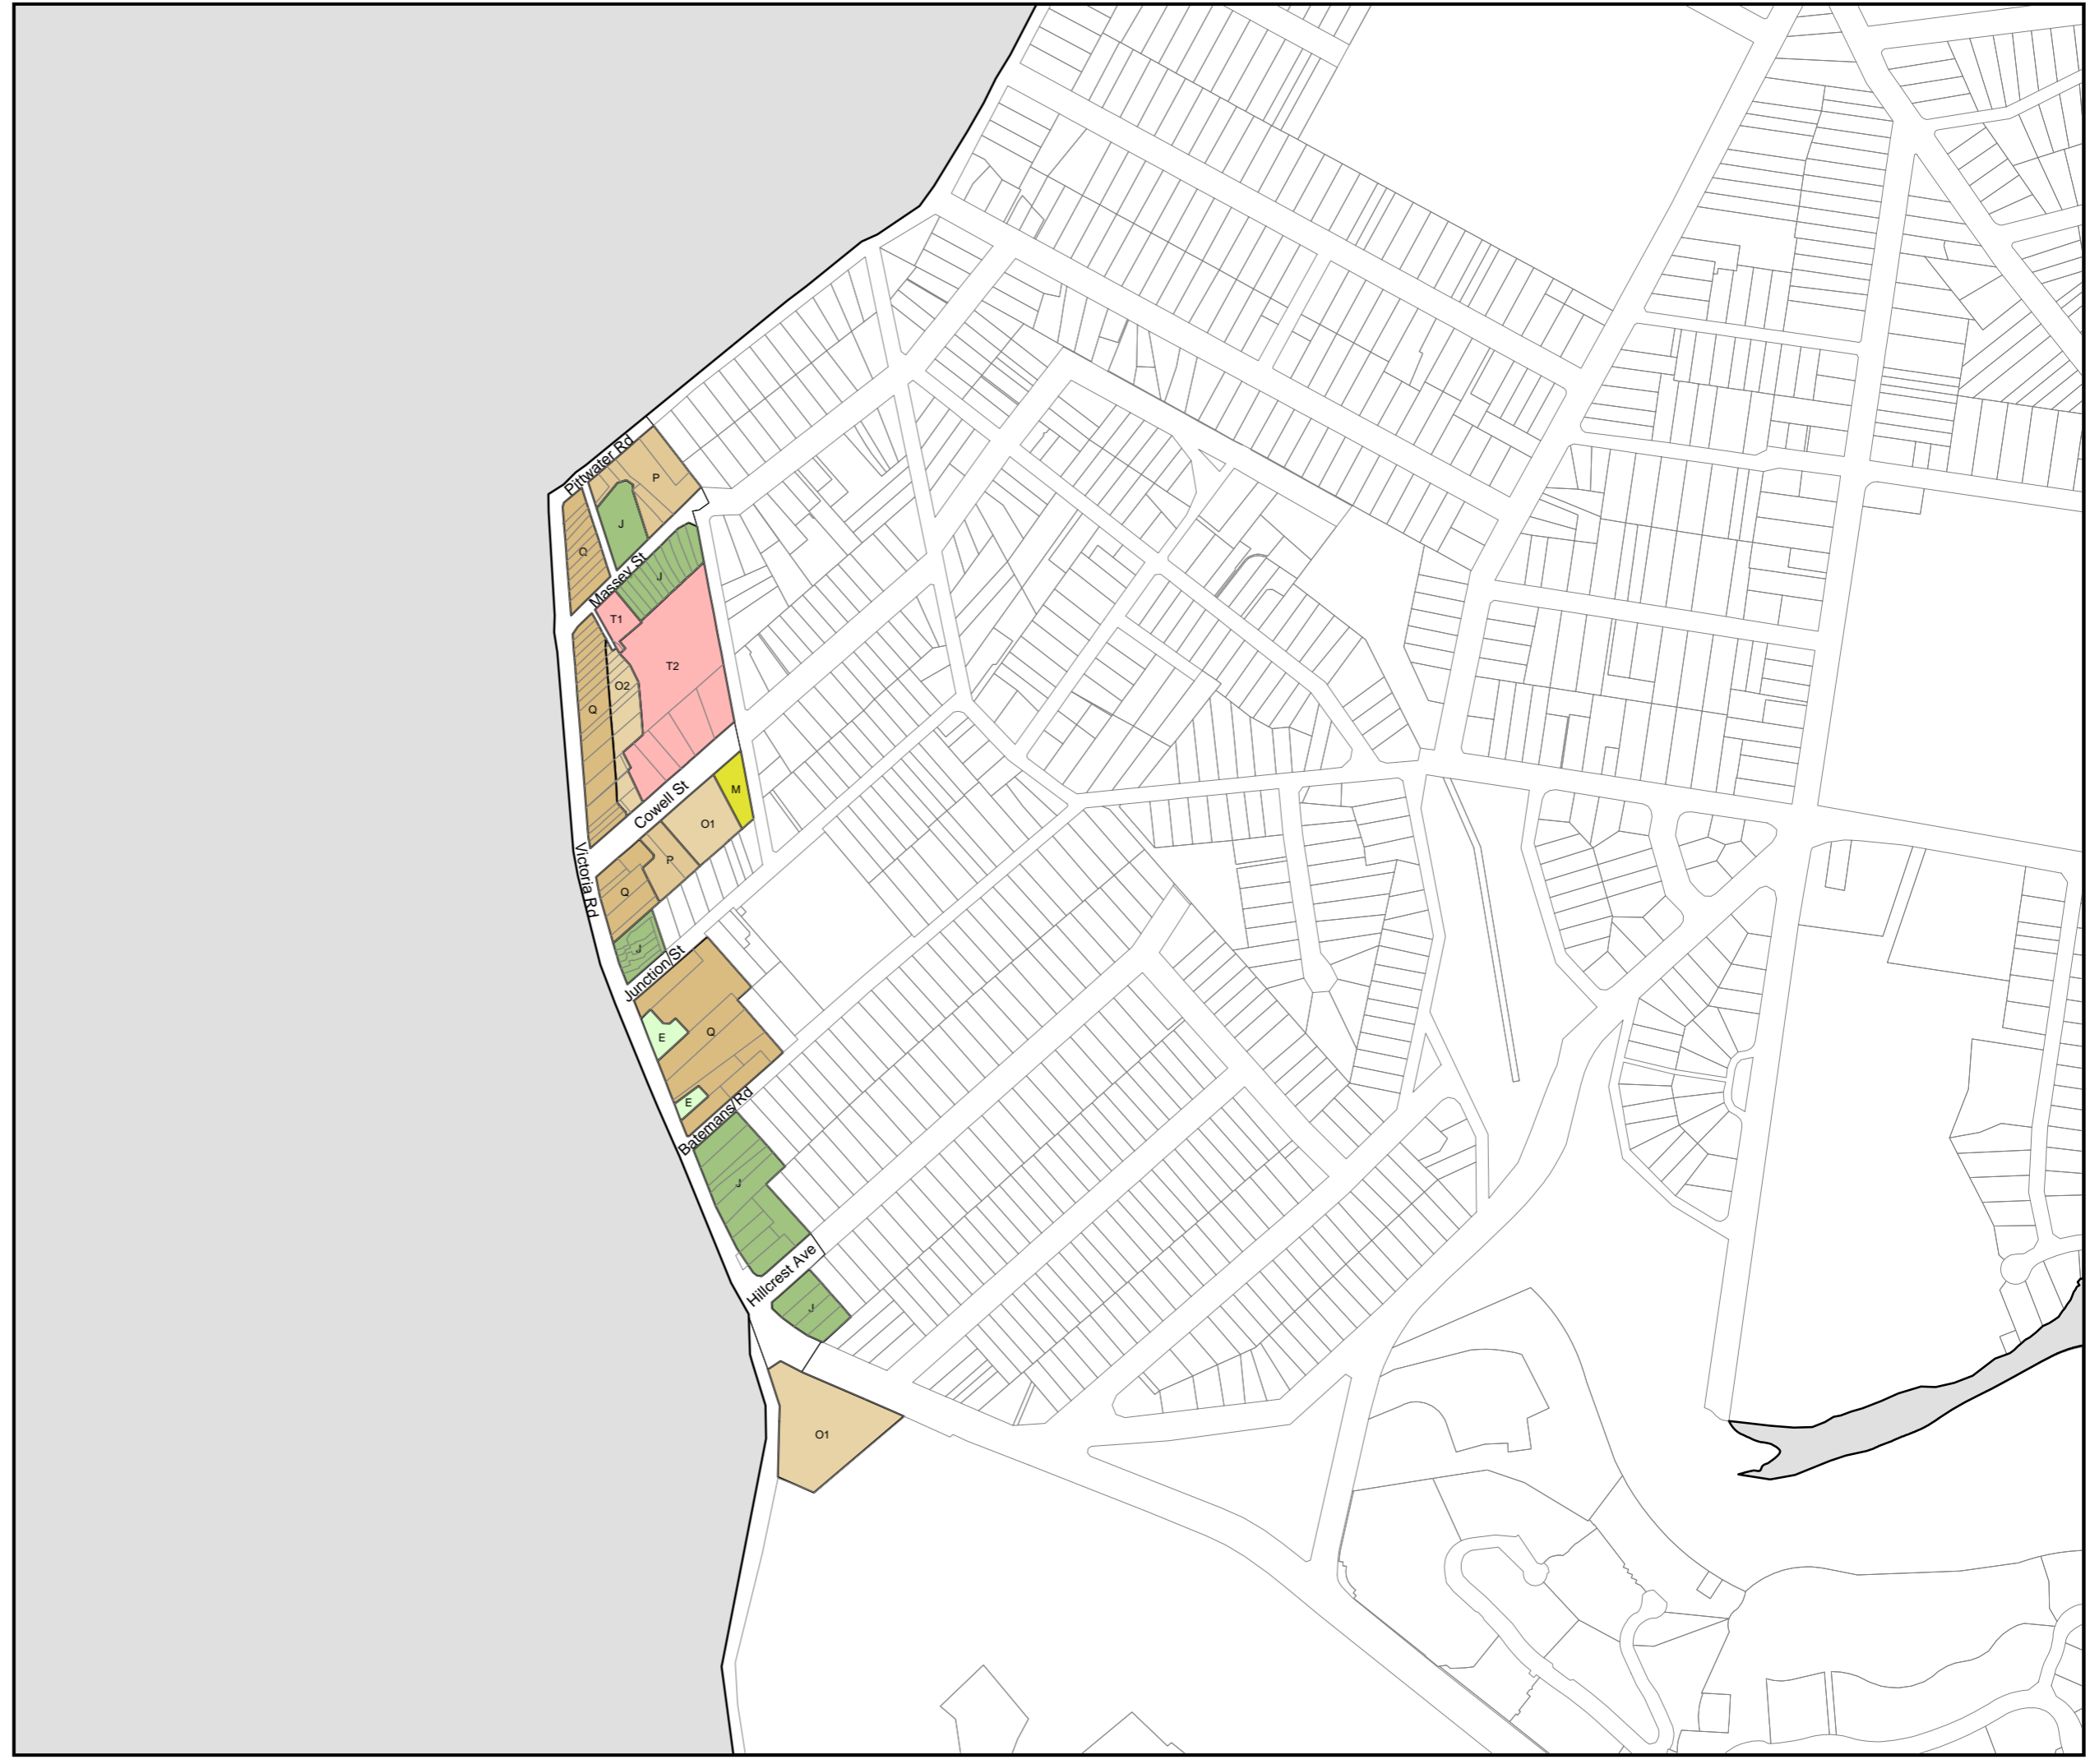 Pittwater Rd
P
J
Q
Massey St
J
T1
T2
O2
Q
M
Cowell St
O1
P
Victoria Rd
Q
J
Junction St
Q
E
E
Batemans Rd
J
Hillcrest Ave
J
O1